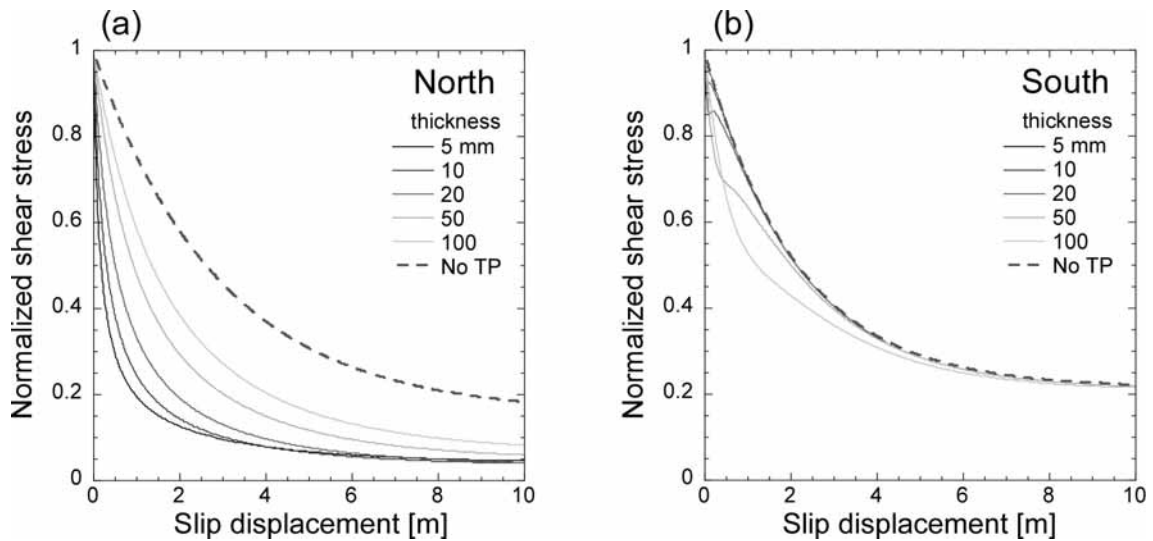 (a)
North
thickness
5 mm
10
20
50
100
No TP
Normalized shear stress
1
0.8
0.6
0.4
0.2
0
0 2 4 6 8 10
Slip displacement [m]
(b)
South
thickness
5 mm
10
20
50
100
No TP
Normalized shear stress
1
0.8
0.6
0.4
0.2
0
0 2 4 6 8 10
Slip displacement [m]